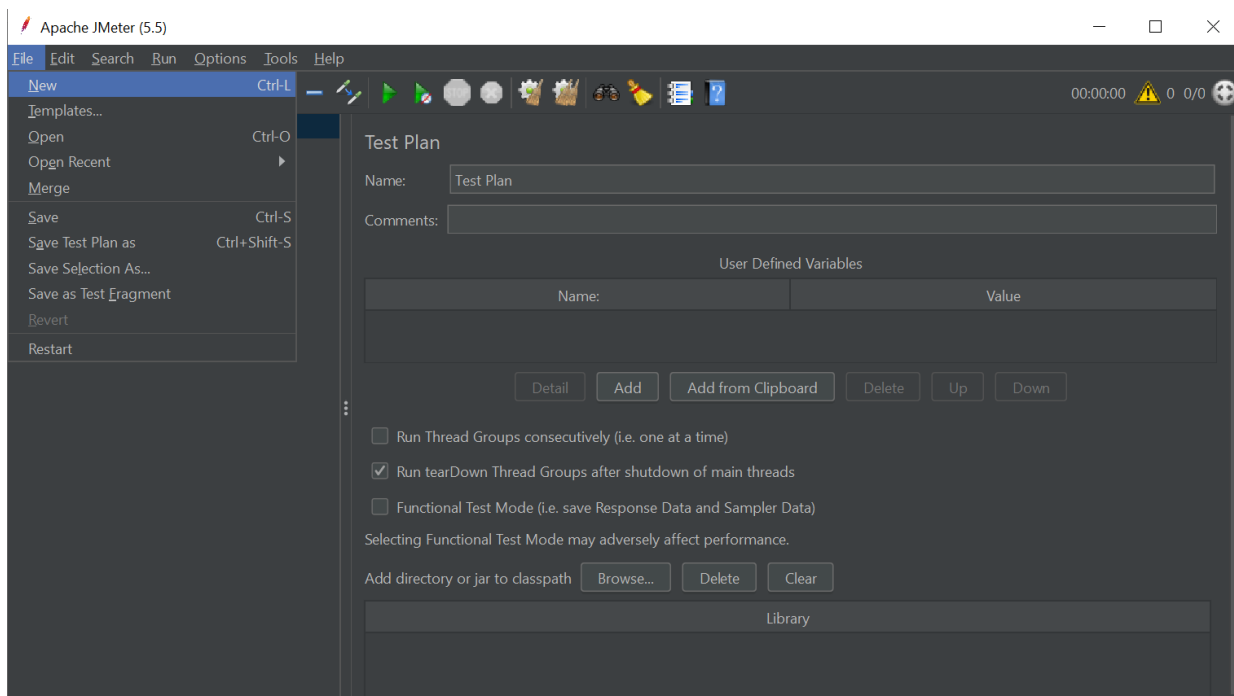 Apache JMeter (5.5)
File Edit Search Run Options Tools Help
New Ctrl-L
Templates...
Open Ctrl-O
Open Recent
Merge
Save Ctrl-S
Save Test Plan as Ctrl+Shift-S
Save Selection As...
Save as Test Fragment
Revert
Restart
STOP
?
00:00:00 0 0/0
Test Plan
Name: Test Plan
Comments:
User Defined Variables
Name: Value
Detail Add Add from Clipboard Delete Up Down
Run Thread Groups consecutively (i.e. one at a time)
Run tearDown Thread Groups after shutdown of main threads
Functional Test Mode (i.e. save Response Data and Sampler Data)
Selecting Functional Test Mode may adversely affect performance.
Add directory or jar to classpath Browse... Delete Clear
Library